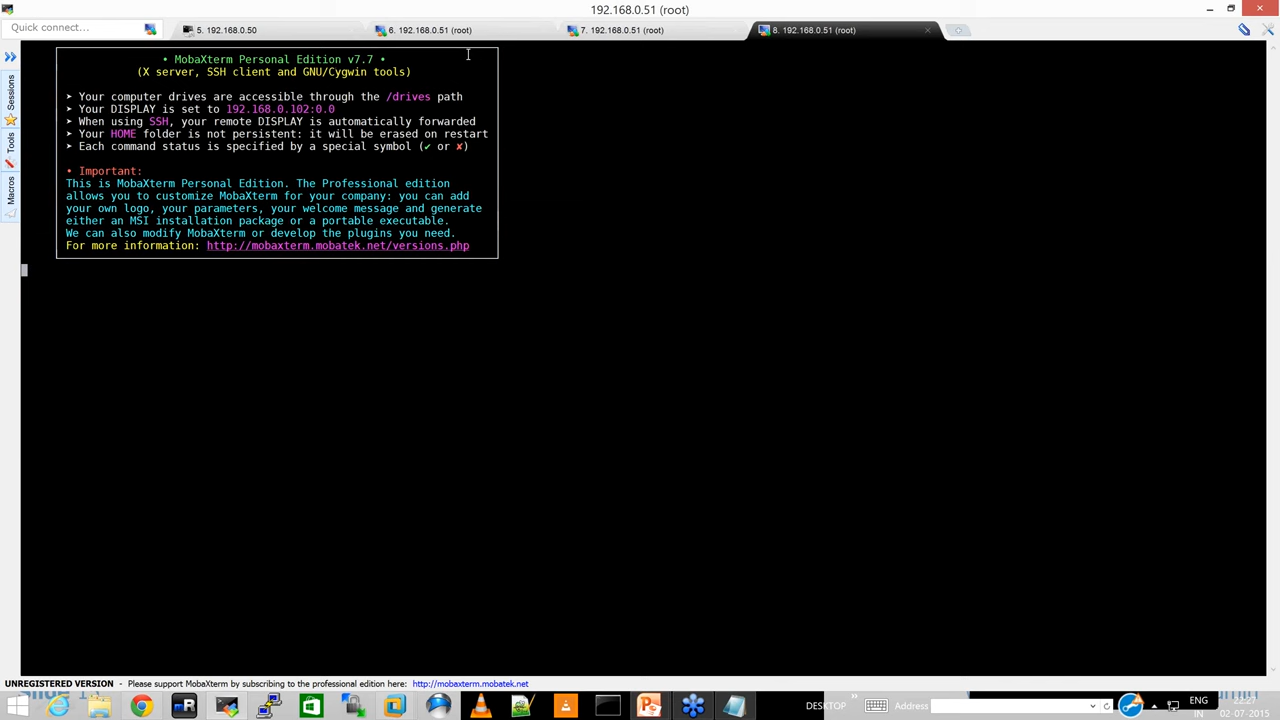 192.168.0.51 (root)
Quick connect...
5. 192.168.0.50
6. 192.168.0.51 (root)
7. 192.168.0.51 (root)
8. 192.168.0.51 (root)
Sessions
Tools
Macros
• MobaXterm Personal Edition v7.7 •
(X server, SSH client and GNU/Cygwin tools)
➤ Your computer drives are accessible through the /drives path
➤ Your DISPLAY is set to 192.168.0.102:0.0
➤ When using SSH, your remote DISPLAY is automatically forwarded
➤ Your HOME folder is not persistent: it will be erased on restart
➤ Each command status is specified by a special symbol (✔ or ✘)
• Important:
This is MobaXterm Personal Edition. The Professional edition
allows you to customize MobaXterm for your company: you can add
your own logo, your parameters, your welcome message and generate
either an MSI installation package or a portable executable.
We can also modify MobaXterm or develop the plugins you need.
For more information: http://mobaxterm.mobatek.net/versions.php
UNREGISTERED VERSION - Please support MobaXterm by subscribing to the professional edition here: http://mobaxterm.mobatek.net
DESKTOP
Address
ENG
IN
22:27
02-07-2015